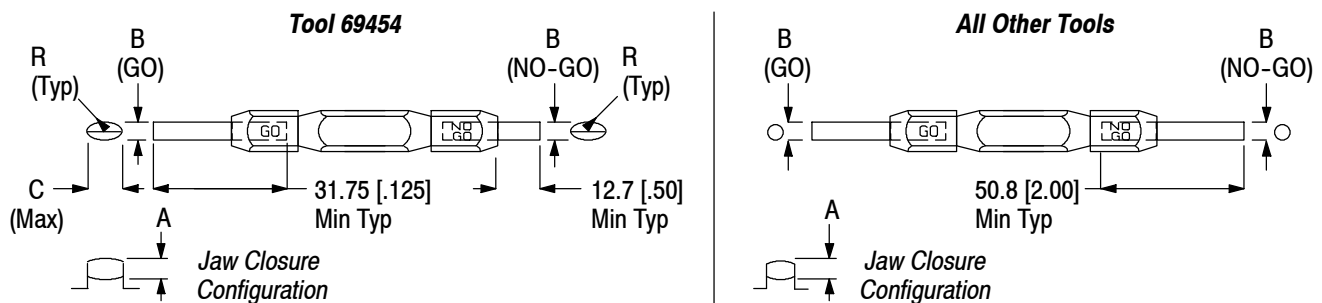 Tool 69454
R
(Typ)
B
(GO)
B
(NO-GO)
R
(Typ)
GO
NO
GO
C
(Max)
31.75 [.125]
Min Typ
12.7 [.50]
Min Typ
A
Jaw Closure
Configuration
All Other Tools
B
(GO)
B
(NO-GO)
GO
NO
GO
50.8 [2.00]
Min Typ
A
Jaw Closure
Configuration